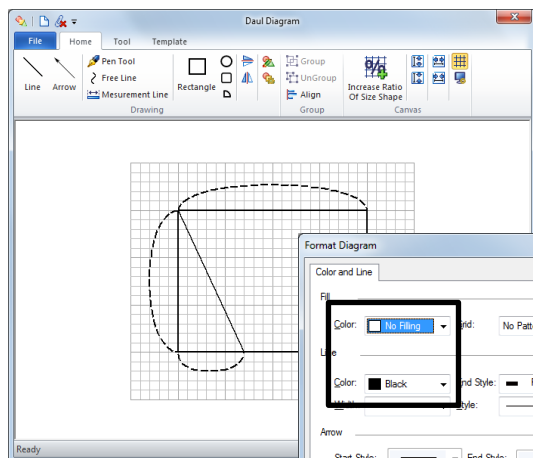 Daul Diagram
File Home Tool Template
Line Arrow Pen Tool
Free Line
Mesurement Line
Drawing
Rectangle
Group
UnGroup
Align
Group
Increase Ratio
Of Size Shape
Canvas
Format Diagram
Color and Line
Fill
Color: No Filling
No Patt
Color: Black
End Style:
Style:
Arrow
Start Style: End Style:
Ready